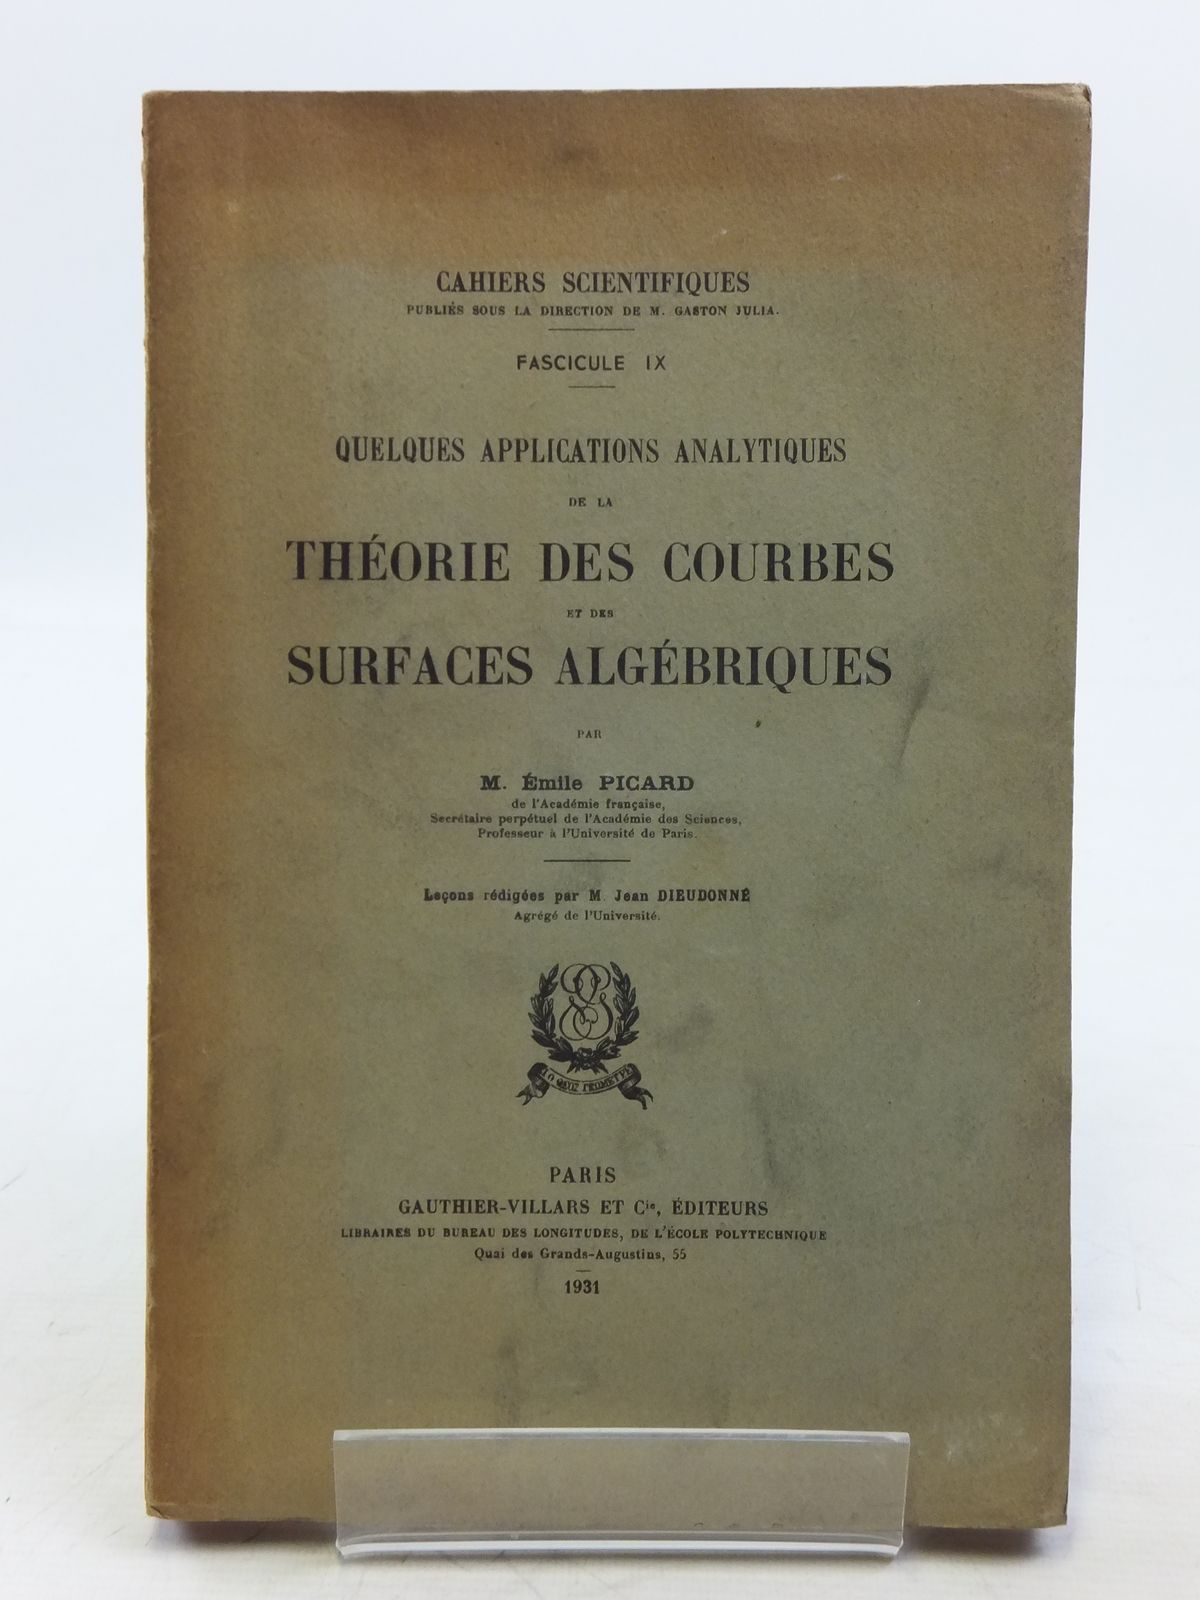 CAHIERS SCIENTIFIQUES
PUBLIÉS SOUS LA DIRECTION DE M. GASTON JULIA.
FASCICULE IX
QUELQUES APPLICATIONS ANALYTIQUES
DE LA
THÉORIE DES COURBES
ET DES
SURFACES ALGÉBRIQUES
PAR
M. Émile PICARD
de l'Académie française,
Secrétaire perpétuel de l'Académie des Sciences,
Professeur à l'Université de Paris.
Leçons rédigées par M. Jean DIEUDONNÉ
Agrégé de l'Université.
PARIS
GAUTHIER-VILLARS ET Cie, ÉDITEURS
LIBRAIRES DU BUREAU DES LONGITUDES, DE L'ÉCOLE POLYTECHNIQUE
Quai des Grands-Augustins, 55
1931